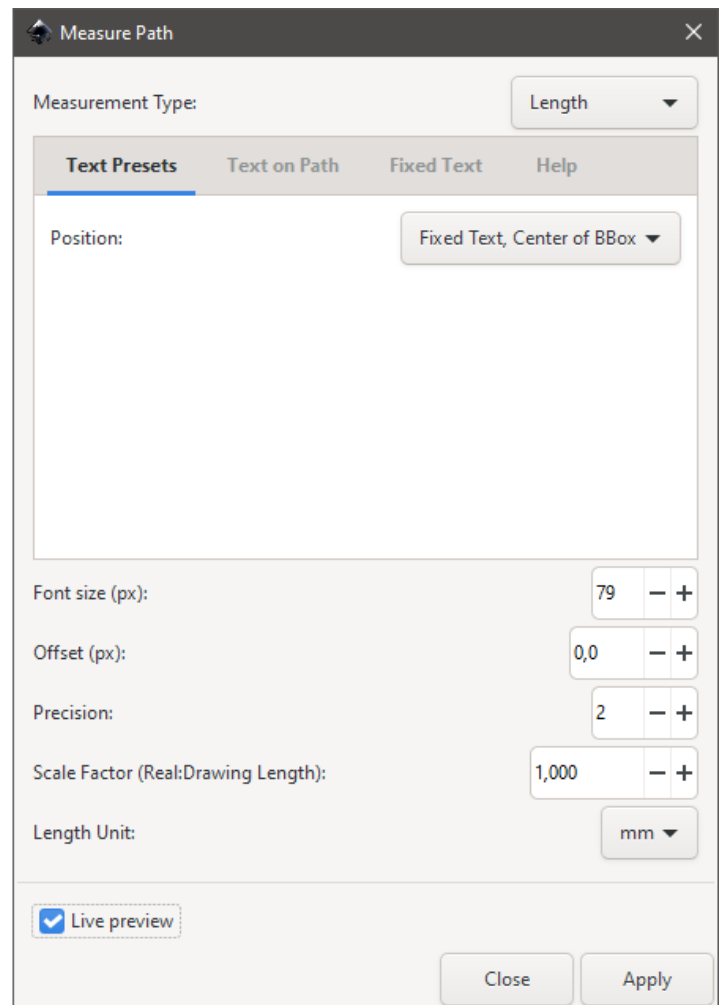 Measure Path
Measurement Type: Length
Text Presets Text on Path Fixed Text Help
Position: Fixed Text, Center of BBox
Font size (px): 79
Offset (px): 0,0
Precision: 2
Scale Factor (Real:Drawing Length): 1,000
Length Unit: mm
Live preview
Close Apply